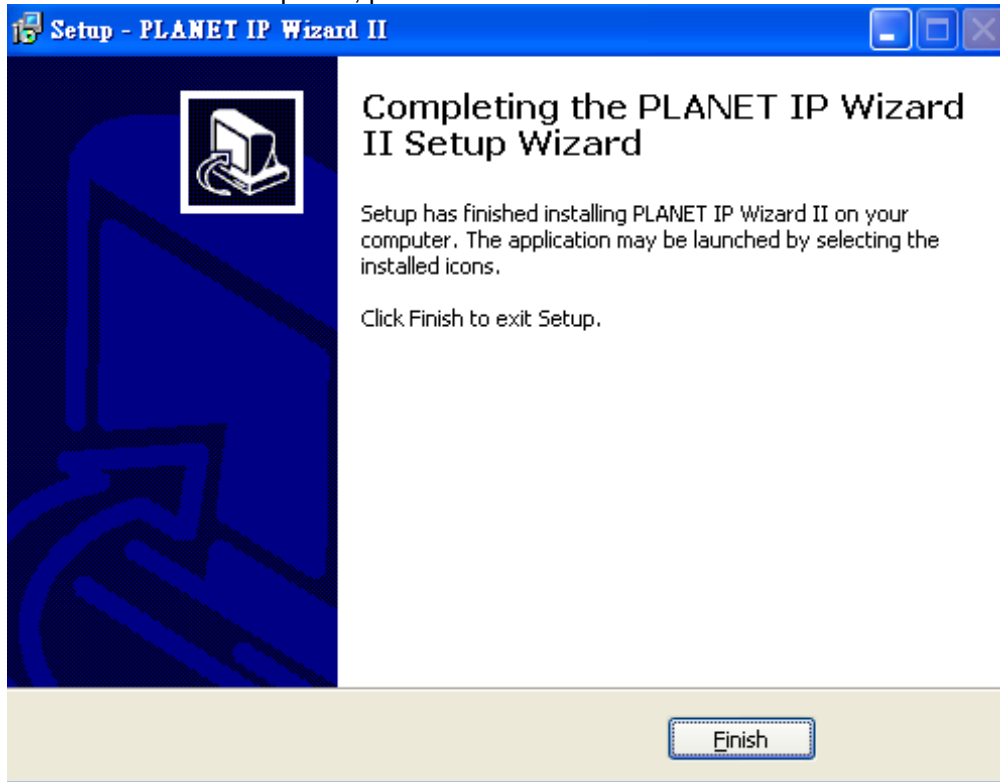 Setup - PLANET IP Wizard II
Completing the PLANET IP Wizard
II Setup Wizard
Setup has finished installing PLANET IP Wizard II on your
computer. The application may be launched by selecting the
installed icons.
Click Finish to exit Setup.
Finish